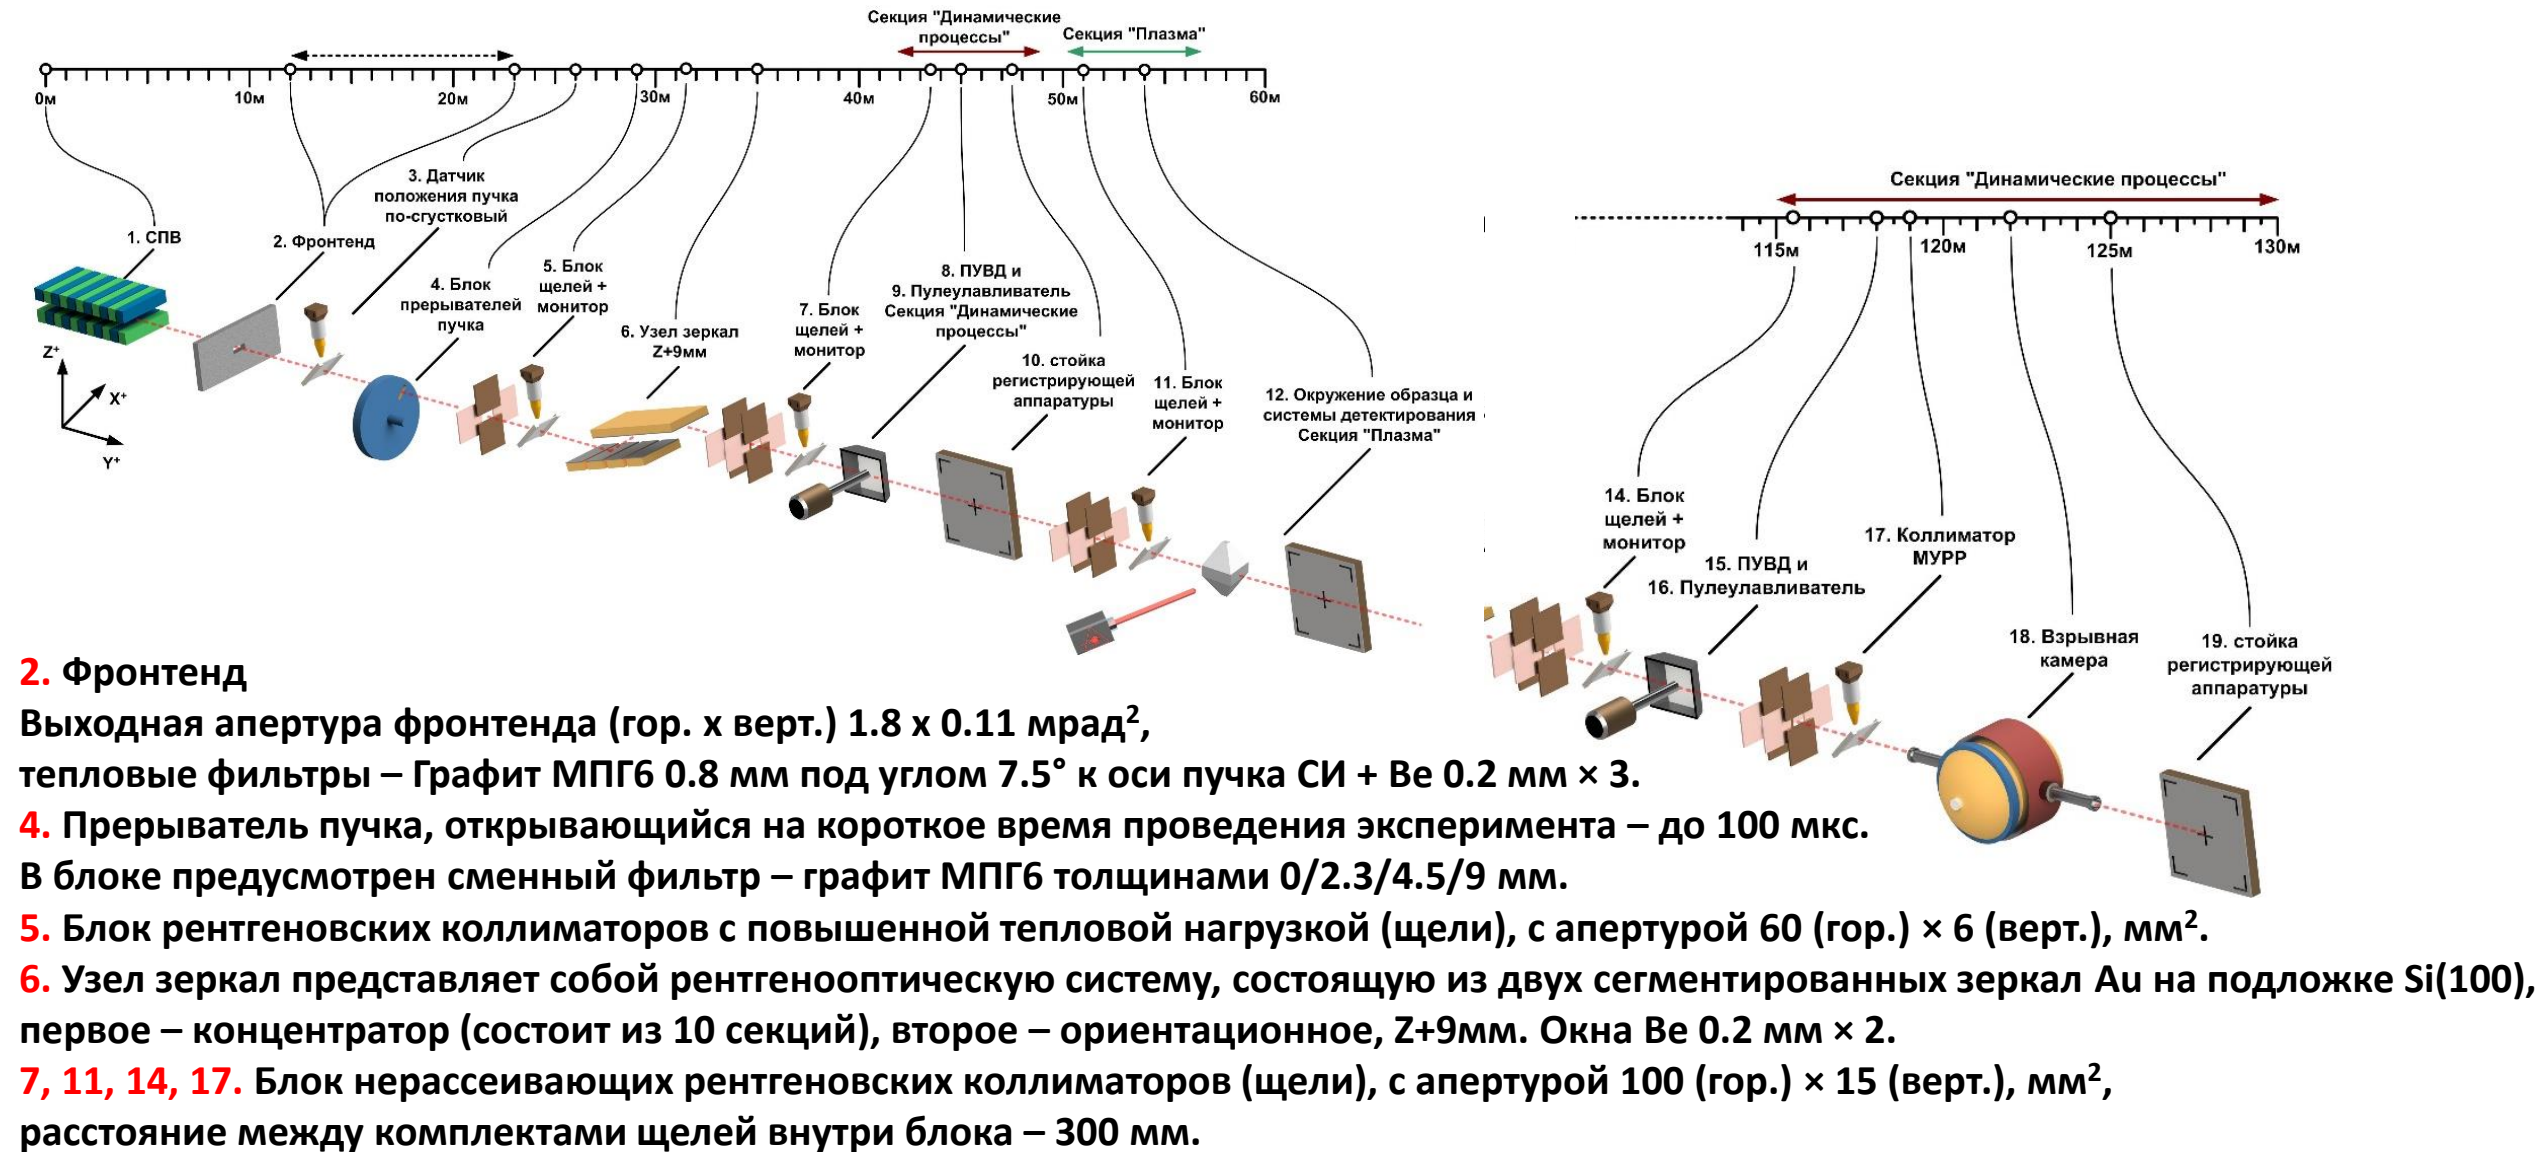 Секция "Динамические
процессы"
Секция "Плазма"
0м
10м
20м
30м
40м
50м
60м
1. СПВ
2. Фронтенд
3. Датчик
положения пучка
по-сгустковый
4. Блок
прерывателей
пучка
5. Блок
щелей +
монитор
6. Узел зеркал
Z+9мм
7. Блок
щелей +
монитор
8. ПУВД и
9. Пулеулавливатель
Секция "Динамические
процессы"
10. стойка
регистрирующей
аппаратуры
11. Блок
щелей +
монитор
12. Окружение образца и
системы детектирования
Секция "Плазма"
Z+
X+
Y+
Секция "Динамические процессы"
115м
120м
125м
130м
14. Блок
щелей +
монитор
15. ПУВД и
16. Пулеулавливатель
17. Коллиматор
МУРР
18. Взрывная
камера
19. стойка
регистрирующей
аппаратуры
2. Фронтенд
Выходная апертура фронтенда (гор. х верт.) 1.8 х 0.11 мрад²,
тепловые фильтры – Графит МПГ6 0.8 мм под углом 7.5° к оси пучка СИ + Be 0.2 мм × 3.
4. Прерыватель пучка, открывающийся на короткое время проведения эксперимента – до 100 мкс.
В блоке предусмотрен сменный фильтр – графит МПГ6 толщинами 0/2.3/4.5/9 мм.
5. Блок рентгеновских коллиматоров с повышенной тепловой нагрузкой (щели), с апертурой 60 (гор.) × 6 (верт.), мм².
6. Узел зеркал представляет собой рентгенооптическую систему, состоящую из двух сегментированных зеркал Au на подложке Si(100),
первое – концентратор (состоит из 10 секций), второе – ориентационное, Z+9мм. Окна Be 0.2 мм × 2.
7, 11, 14, 17. Блок нерассеивающих рентгеновских коллиматоров (щели), с апертурой 100 (гор.) × 15 (верт.), мм²,
расстояние между комплектами щелей внутри блока – 300 мм.